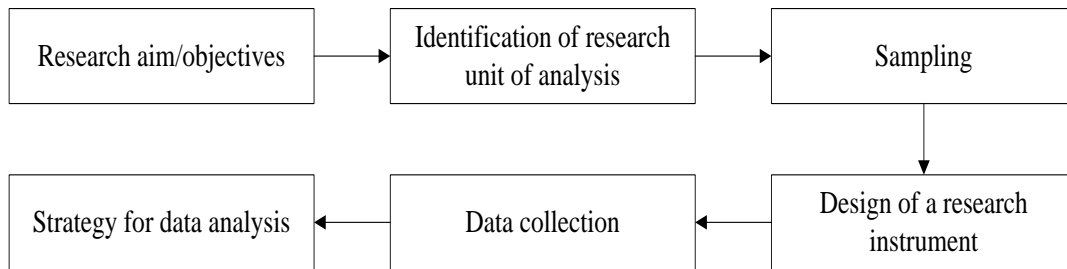 Research aim/objectives
Identification of research
unit of analysis
Sampling
Design of a research
instrument
Data collection
Strategy for data analysis